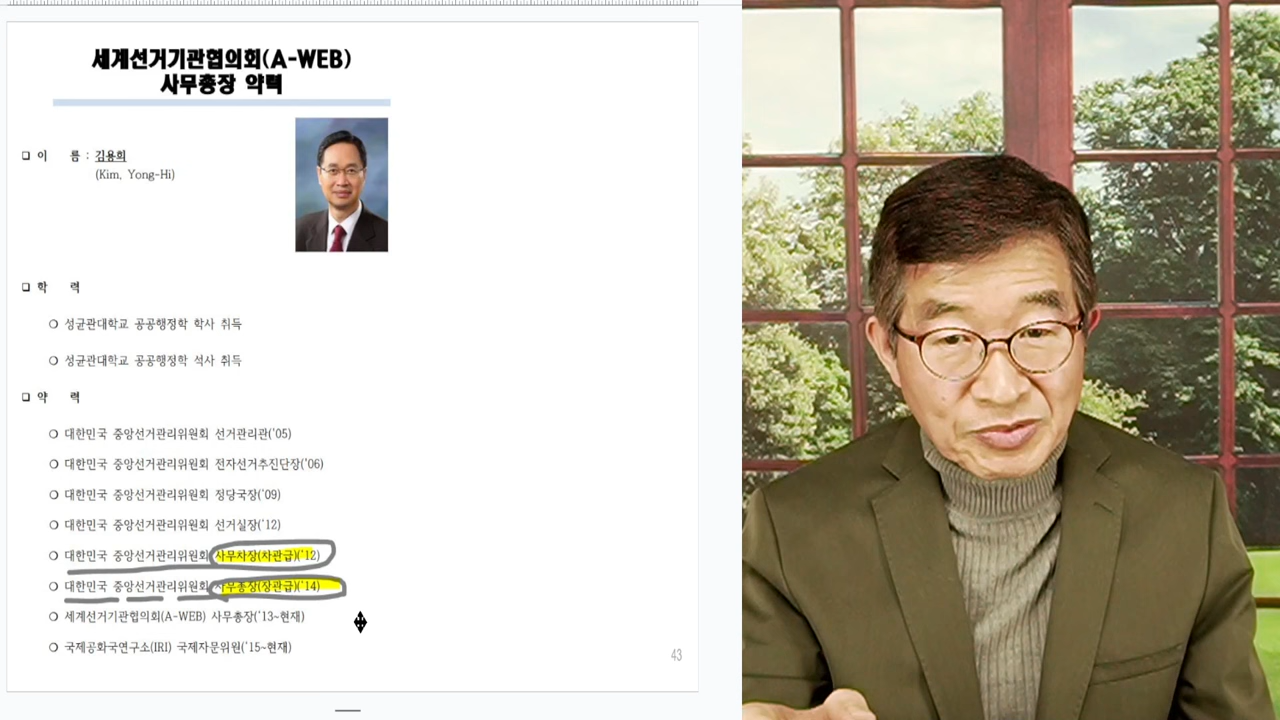 세계선거기관협의회(A-WEB)
사무총장 약력
이 름 : 김용희
(Kim, Yong-Hi)
학 력
성균관대학교 공공행정학 학사 취득
성균관대학교 공공행정학 석사 취득
약 력
대한민국 중앙선거관리위원회 선거관리관('05)
대한민국 중앙선거관리위원회 전자선거추진단장('06)
대한민국 중앙선거관리위원회 정당국장('09)
대한민국 중앙선거관리위원회 선거실장('12)
대한민국 중앙선거관리위원회 사무차장(차관급)('12)
대한민국 중앙선거관리위원회 사무총장(장관급)('14)
세계선거기관협의회(A-WEB) 사무총장('13~현재)
국제공화국연구소(IRI) 국제자문위원('15~현재)
43